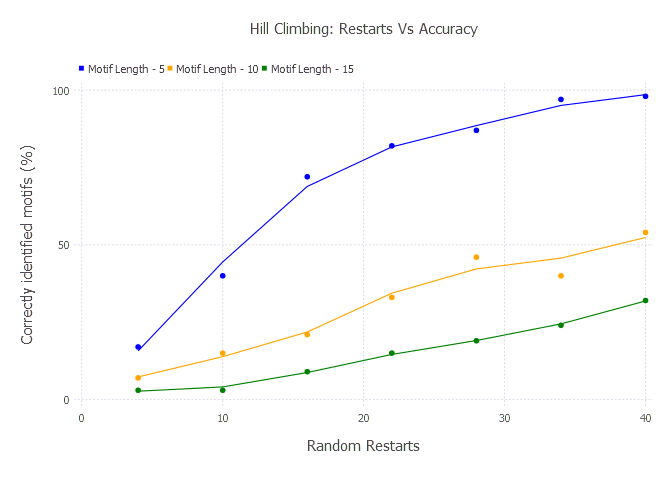 Hill Climbing: Restarts Vs Accuracy
Motif Length - 5 Motif Length - 10 Motif Length - 15
100
50
0
Correctly identified motifs (%)
0 10 20 30 40
Random Restarts